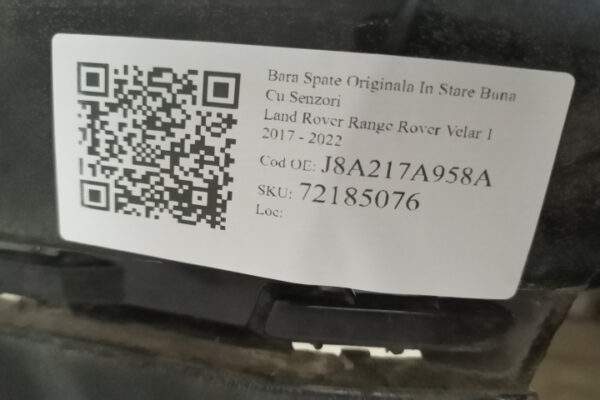 Bara Spate Originala In Stare Buna
Cu Senzori
Land Rover Range Rover Velar 1
2017 - 2022
Cod OE: J8A217A958A
SKU: 72185076
Loc: